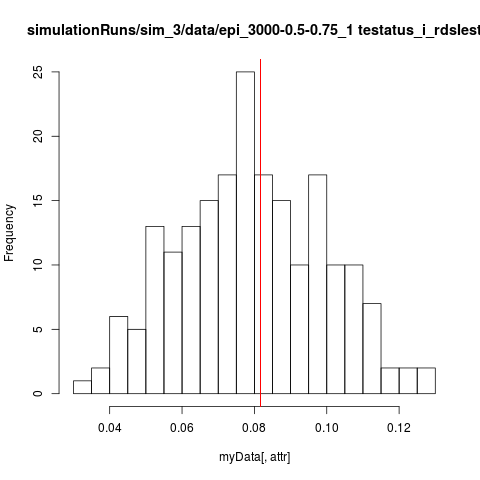 simulationRuns/sim_3/data/epi_3000-0.5-0.75_1 testatus_i_rdslest
25
20
15
10
5
0
Frequency
0.04 0.06 0.08 0.10 0.12
myData[, attr]